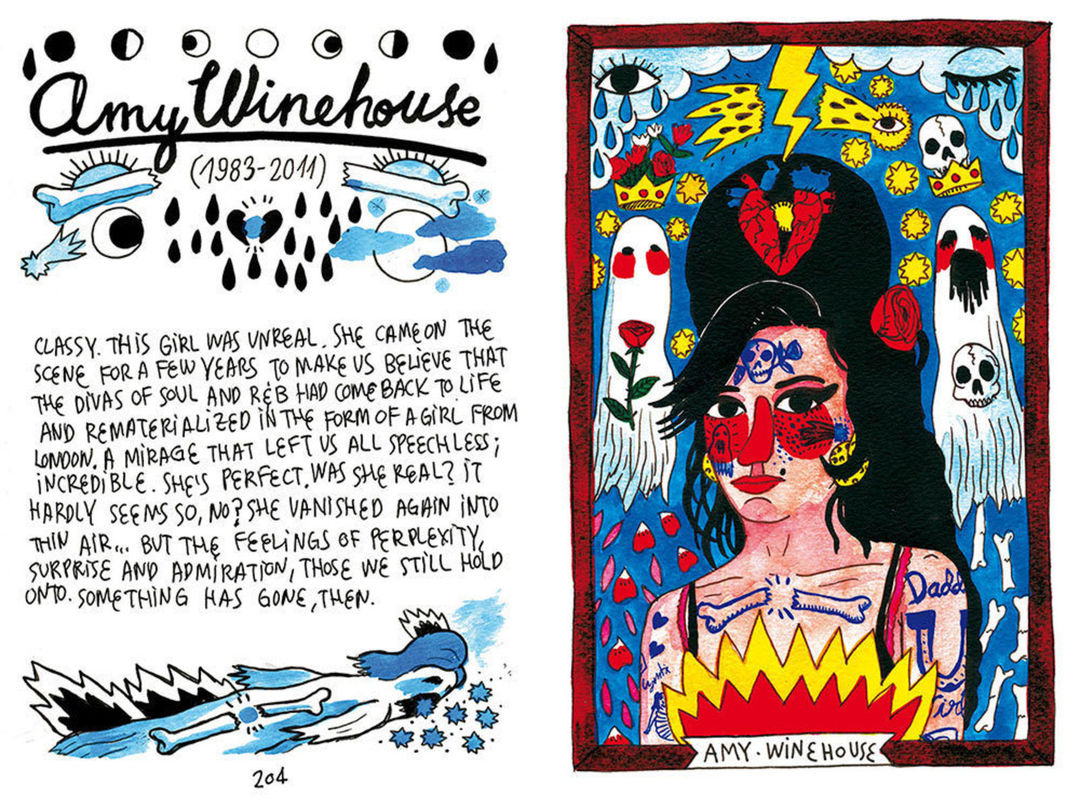 Amy Winehouse
(1983-2011)
CLASSY. THIS GIRL WAS UNREAL. SHE CAME ON THE
SCENE FOR A FEW YEARS TO MAKE US BELIEVE THAT
THE DIVAS OF SOUL AND R&B HAD COME BACK TO LIFE
AND REMATERIALIZED IN THE FORM OF A GIRL FROM
LONDON. A MIRAGE THAT LEFT US ALL SPEECHLESS;
INCREDIBLE. SHE'S PERFECT. WAS SHE REAL? IT
HARDLY SEEMS SO, NO? SHE VANISHED AGAIN INTO
THIN AIR... BUT THE FEELINGS OF PERPLEXITY,
SURPRISE AND ADMIRATION, THOSE WE STILL HOLD
ONTO. SOMETHING HAS GONE, THEN.
204
Daddy
AMY · WINEHOUSE